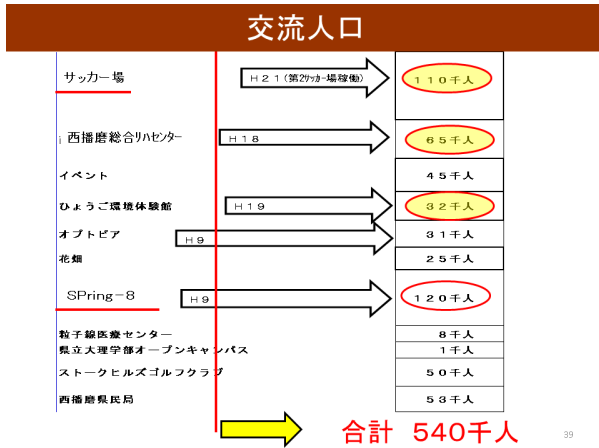 交流人口
サッカー場 H21(第2サッカー場稼働) 110千人
西播磨総合リハセンター H18 65千人
イベント 45千人
ひょうご環境体験館 H19 32千人
オプトピア H9 31千人
花畑 25千人
SPring-8 H9 120千人
粒子線医療センター 8千人
県立大理学部オープンキャンパス 1千人
ストークヒルズゴルフクラブ 50千人
西播磨県民局 53千人
合計 540千人
39